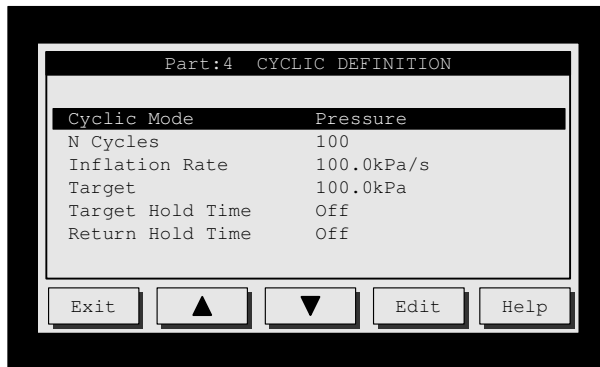 Part:4 CYCLIC DEFINITION
Cyclic Mode Pressure
N Cycles 100
Inflation Rate 100.0kPa/s
Target 100.0kPa
Target Hold Time Off
Return Hold Time Off
Exit ▲ ▼ Edit Help